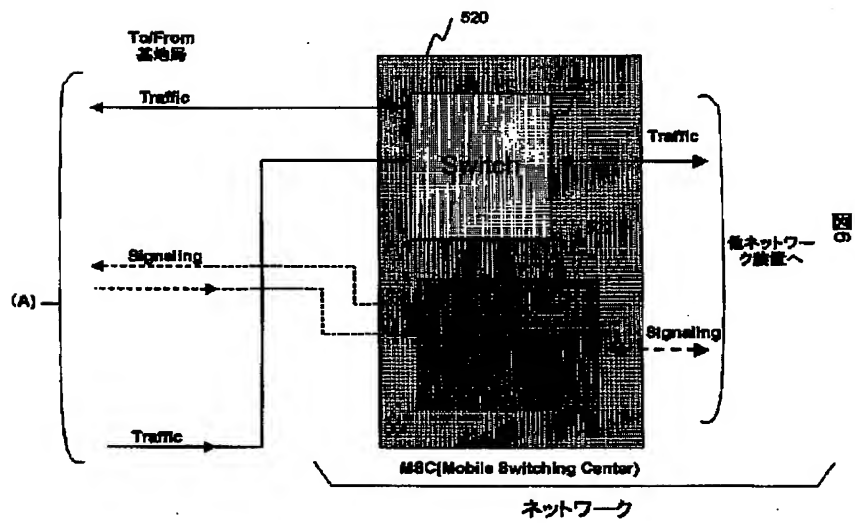 520
To/From
基地局
Traffic
Traffic
Switch
Signaling
他ネットワー
ク装置へ
図6
(A)
Signaling
Traffic
MSC(Mobile Switching Center)
ネットワーク